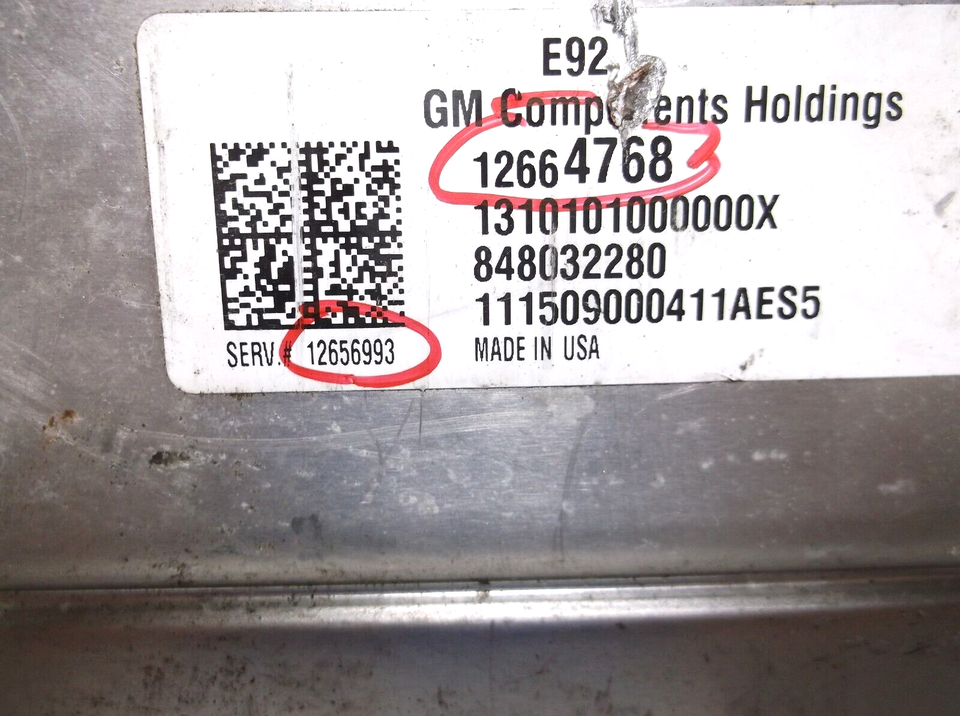 E92
GM Components Holdings
12664768
1310101000000X
848032280
111509000411AES5
SERV.# 12656993
MADE IN USA